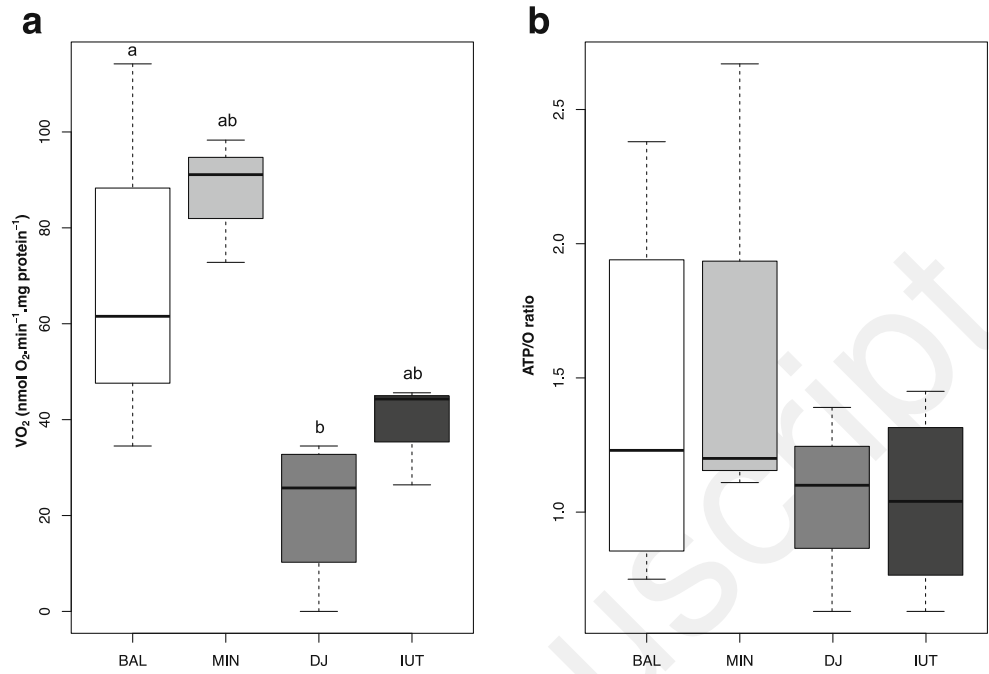 a
b
a
ab
b
ab
VO₂ (nmol O₂.min⁻¹.mg protein⁻¹)
0
20
40
60
80
100
BAL
MIN
DJ
IUT
ATP/O ratio
1.0
1.5
2.0
2.5
BAL
MIN
DJ
IUT
uscript